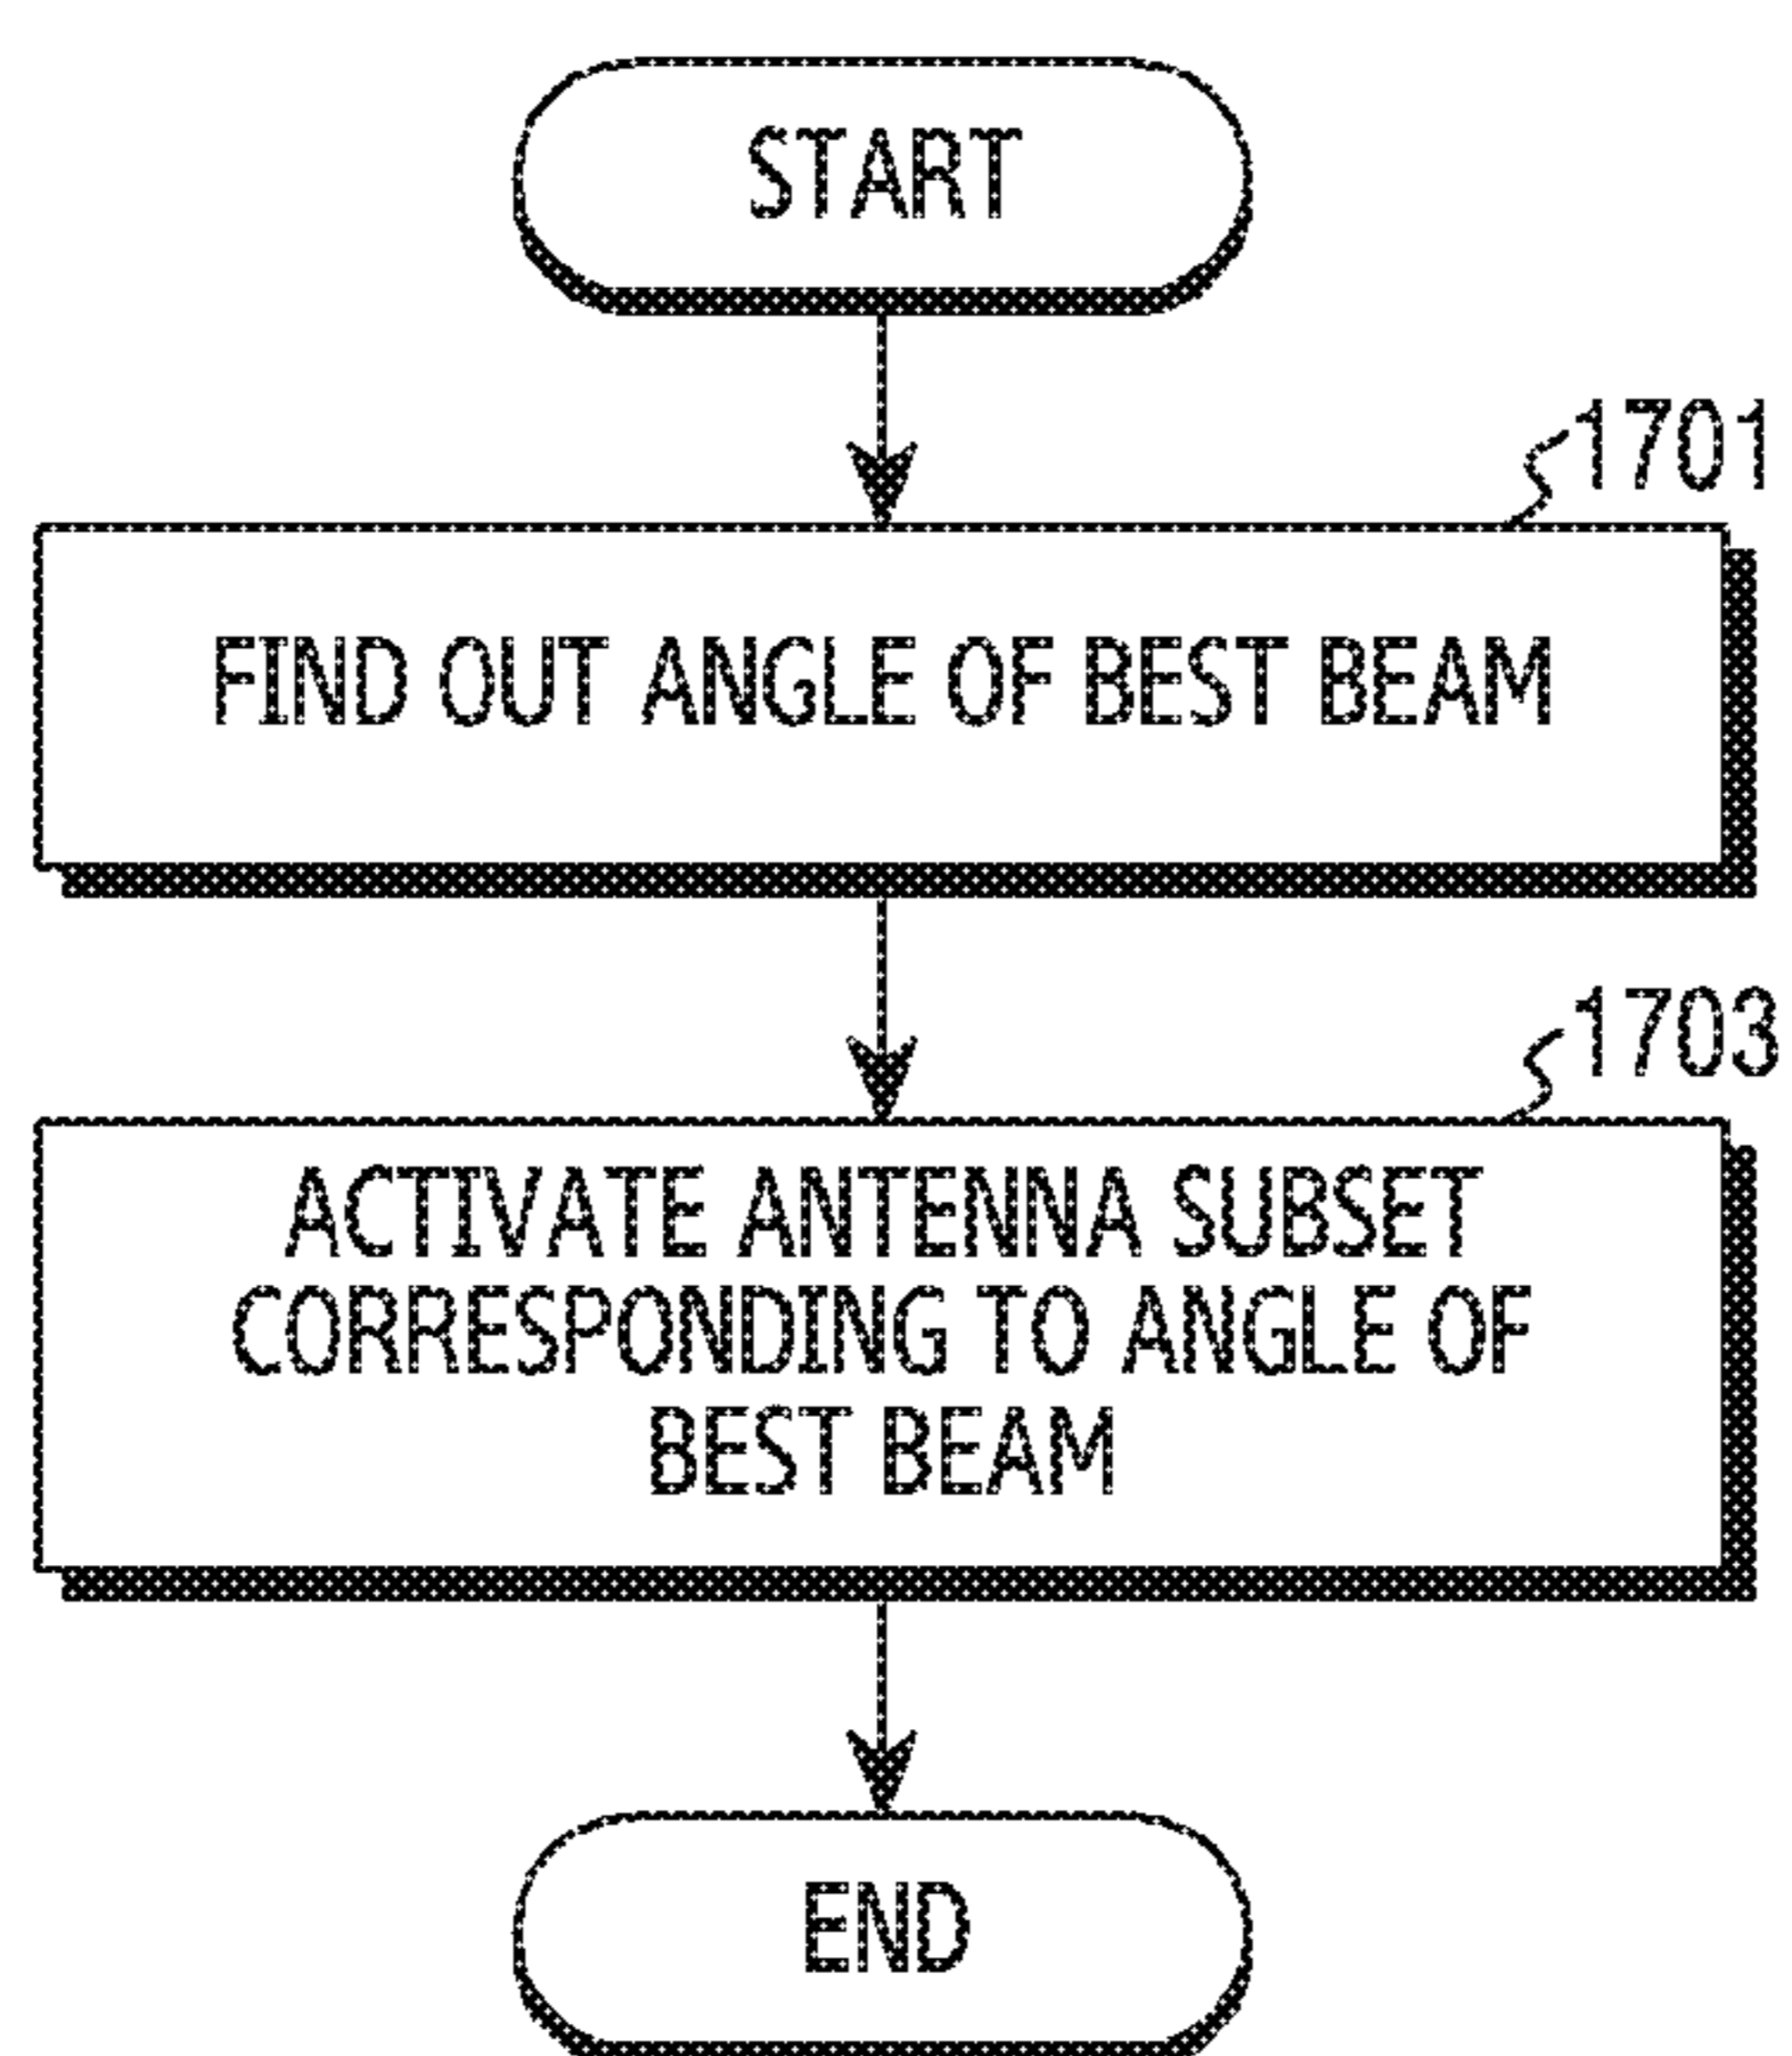 START
1701
FIND OUT ANGLE OF BEST BEAM
1703
ACTIVATE ANTENNA SUBSET
CORRESPONDING TO ANGLE OF
BEST BEAM
END